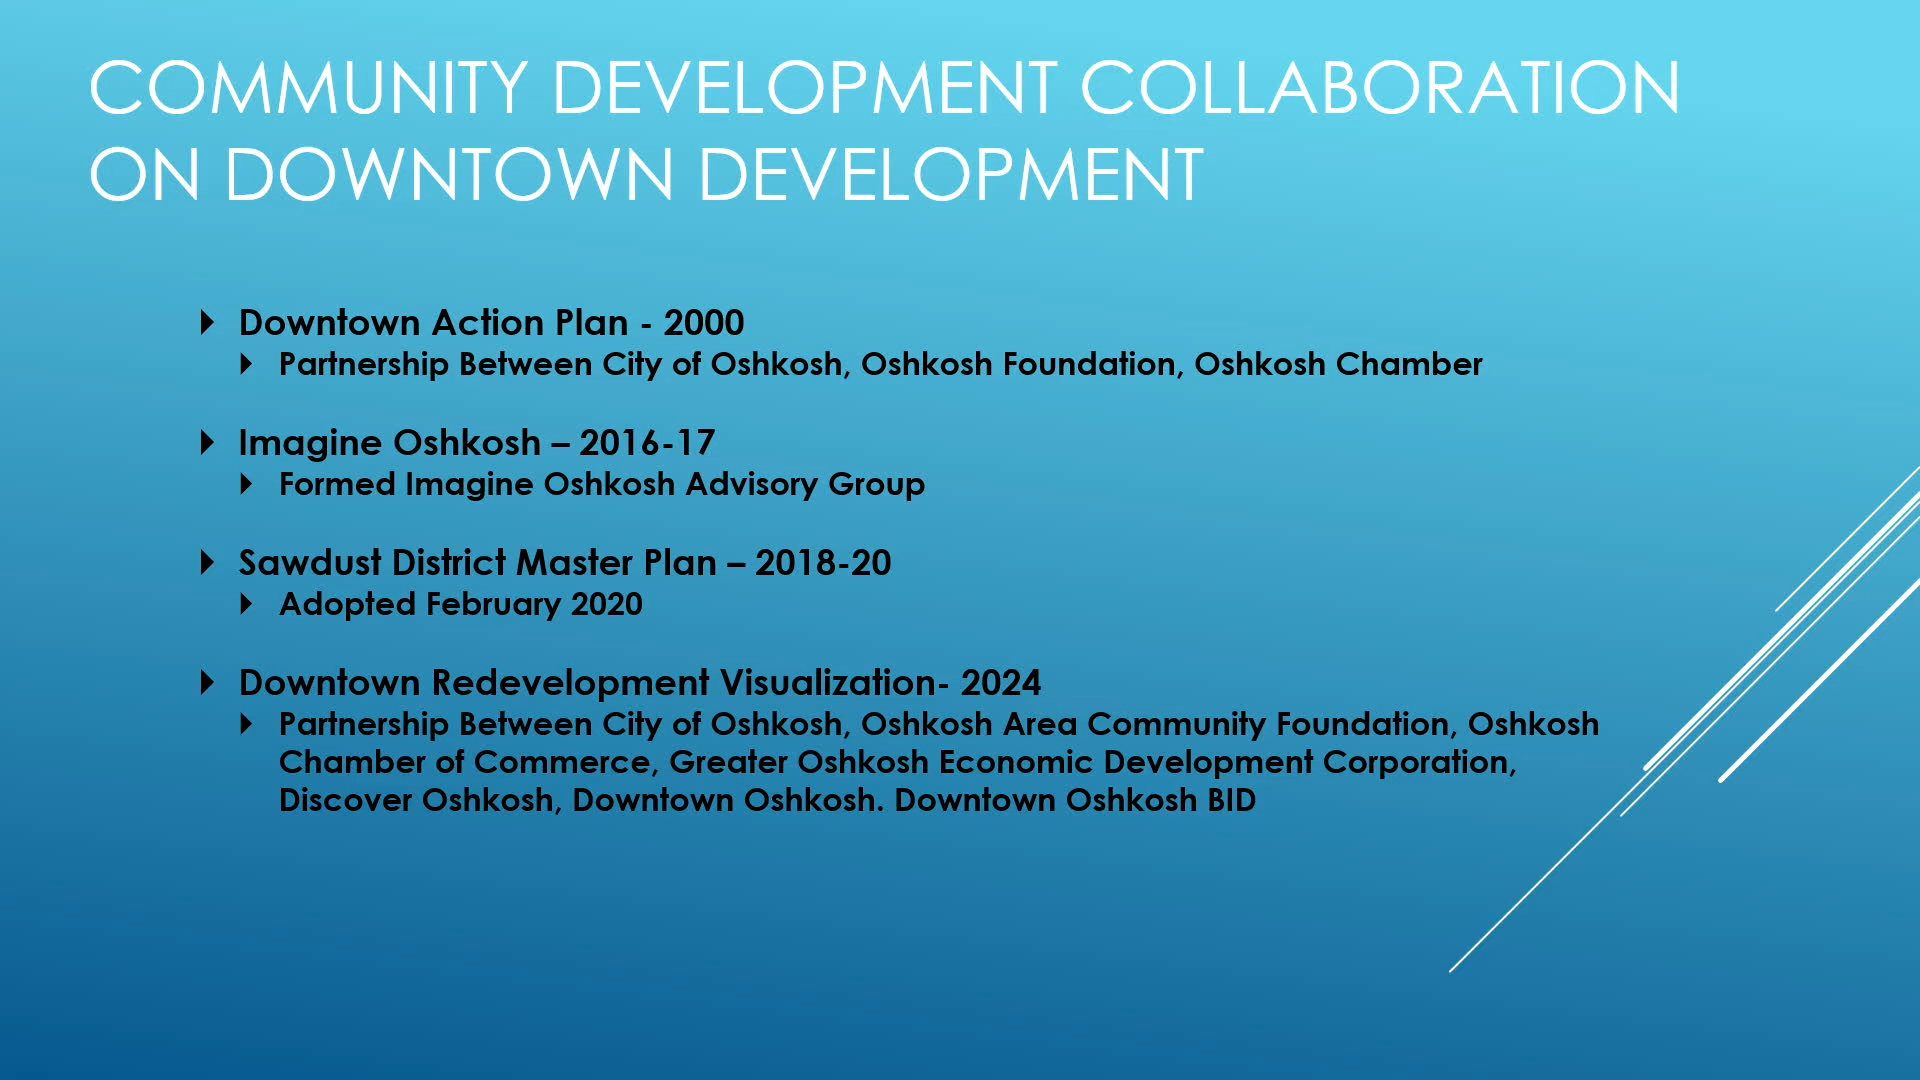 COMMUNITY DEVELOPMENT COLLABORATION
ON DOWNTOWN DEVELOPMENT
Downtown Action Plan - 2000
Partnership Between City of Oshkosh, Oshkosh Foundation, Oshkosh Chamber
Imagine Oshkosh – 2016-17
Formed Imagine Oshkosh Advisory Group
Sawdust District Master Plan – 2018-20
Adopted February 2020
Downtown Redevelopment Visualization- 2024
Partnership Between City of Oshkosh, Oshkosh Area Community Foundation, Oshkosh
Chamber of Commerce, Greater Oshkosh Economic Development Corporation,
Discover Oshkosh, Downtown Oshkosh. Downtown Oshkosh BID